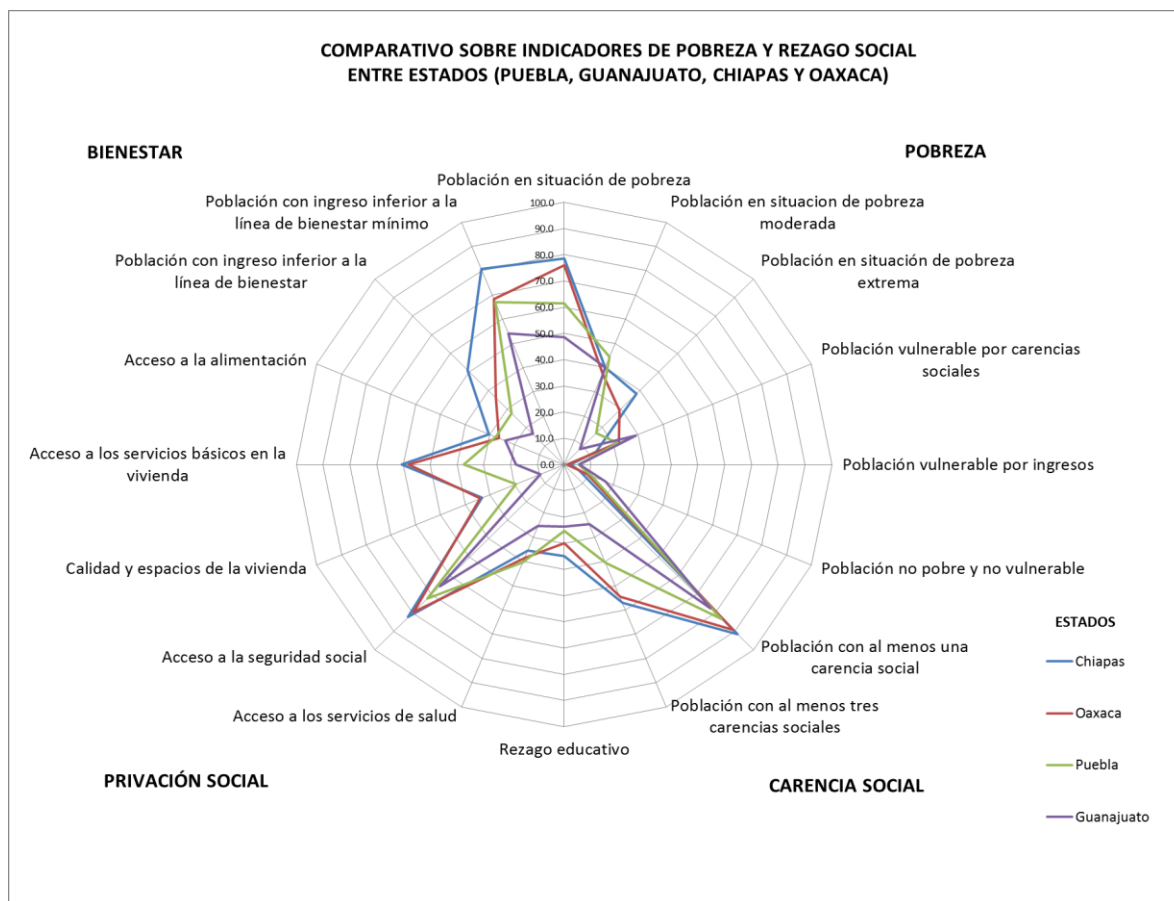 COMPARATIVO SOBRE INDICADORES DE POBREZA Y REZAGO SOCIAL
ENTRE ESTADOS (PUEBLA, GUANAJUATO, CHIAPAS Y OAXACA)
BIENESTAR
POBREZA
Población en situación de pobreza
Población con ingreso inferior a la
línea de bienestar mínimo
Población en situacion de pobreza
moderada
Población con ingreso inferior a la
línea de bienestar
Población en situación de pobreza
extrema
Acceso a la alimentación
Población vulnerable por carencias
sociales
Acceso a los servicios básicos en la
vivienda
Población vulnerable por ingresos
Calidad y espacios de la vivienda
Población no pobre y no vulnerable
Acceso a la seguridad social
Población con al menos una
carencia social
Acceso a los servicios de salud
Población con al menos tres
carencias sociales
Rezago educativo
100.0
90.0
80.0
70.0
60.0
50.0
40.0
30.0
20.0
10.0
0.0
PRIVACIÓN SOCIAL
CARENCIA SOCIAL
ESTADOS
Chiapas
Oaxaca
Puebla
Guanajuato